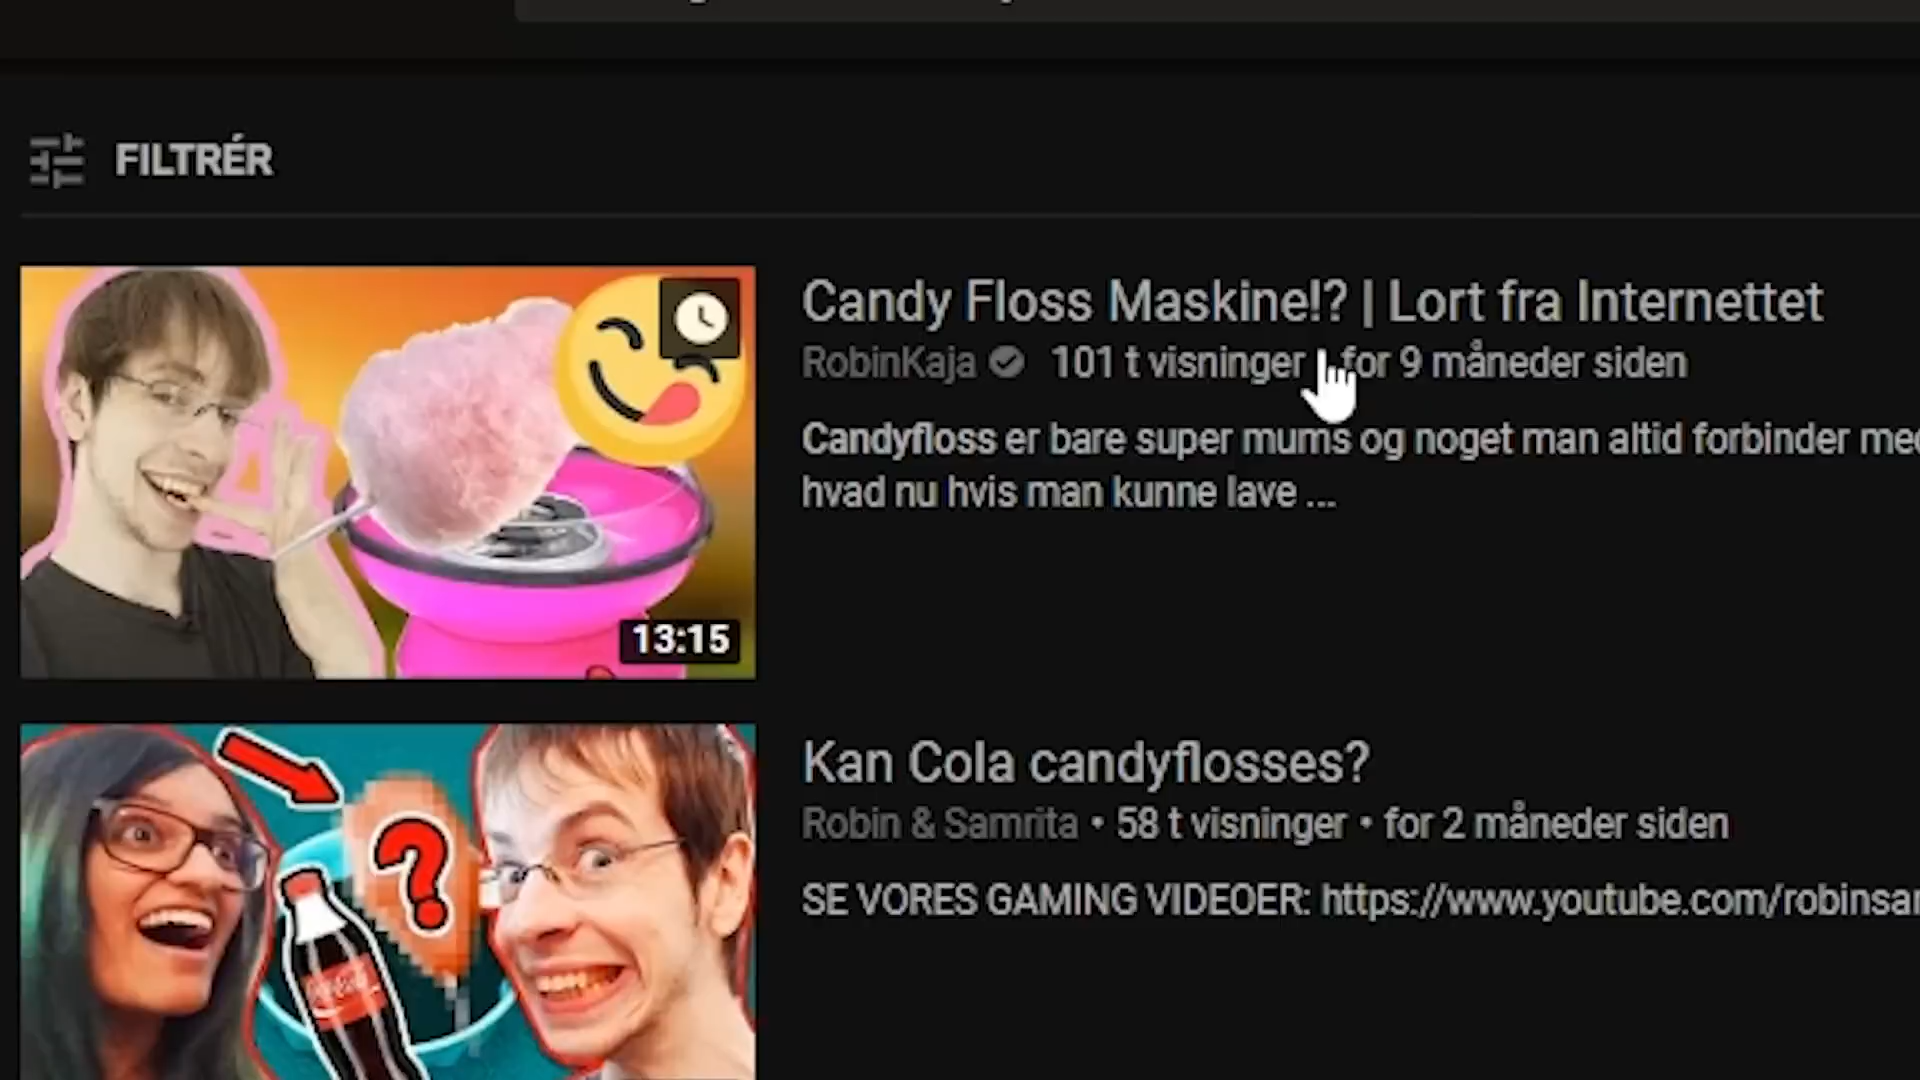 FILTRÉR
Candy Floss Maskine!? | Lort fra Internettet
RobinKaja 101 t visninger for 9 måneder siden
Candyfloss er bare super mums og noget man altid forbinder med
hvad nu hvis man kunne lave ...
13:15
Kan Cola candyflosses?
Robin & Samrita • 58 t visninger • for 2 måneder siden
SE VORES GAMING VIDEOER: https://www.youtube.com/robinsam
?